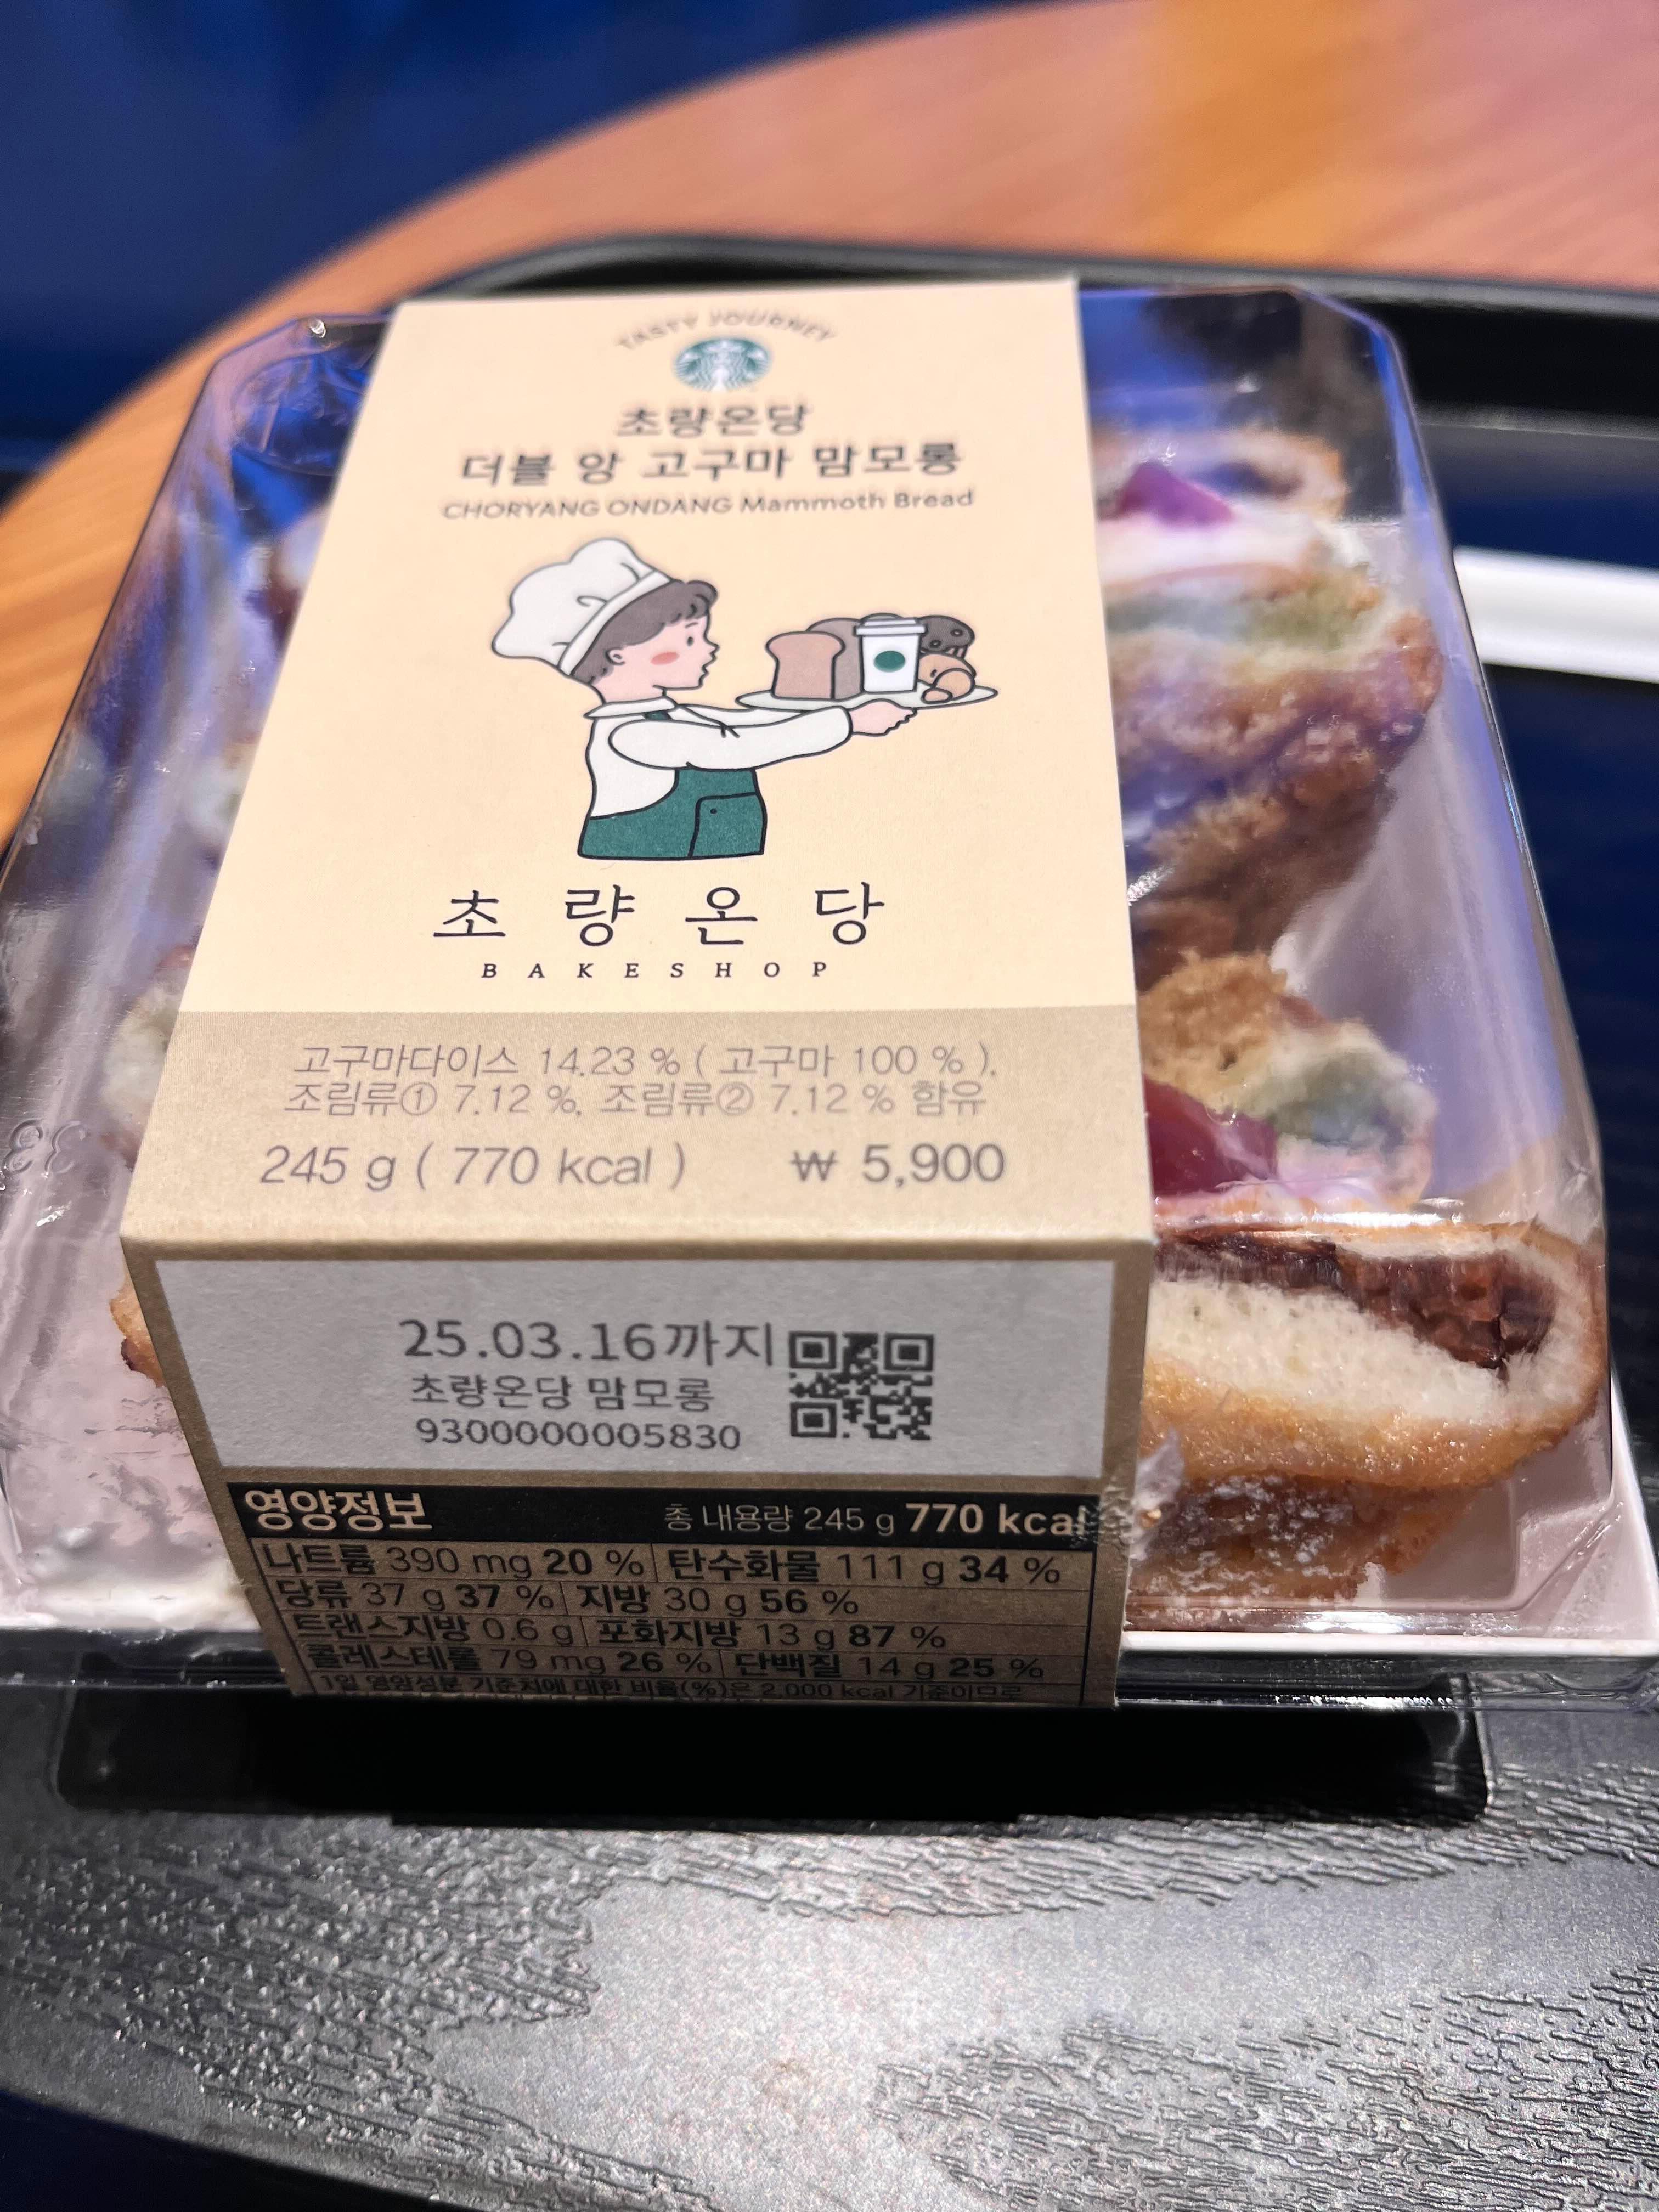 TASTY JOURNEY
초량온당
더블 앙 고구마 맘모롱
CHORYANG ONDANG Mammoth Bread
초량온당
BAKESHOP
고구마다이스 14.23 % ( 고구마 100 % ),
조림류① 7.12 %, 조림류② 7.12 % 함유
245 g ( 770 kcal ) ₩ 5,900
25.03.16까지
초량온당 맘모롱
9300000005830
영양정보 총 내용량 245 g 770 kcal
나트륨 390 mg 20 % 탄수화물 111 g 34 %
당류 37 g 37 % 지방 30 g 56 %
트랜스지방 0.6 g 포화지방 13 g 87 %
콜레스테롤 79 mg 26 % 단백질 14 g 25 %
1일 영양성분 기준치에 대한 비율(%)은 2,000 kcal 기준이므로